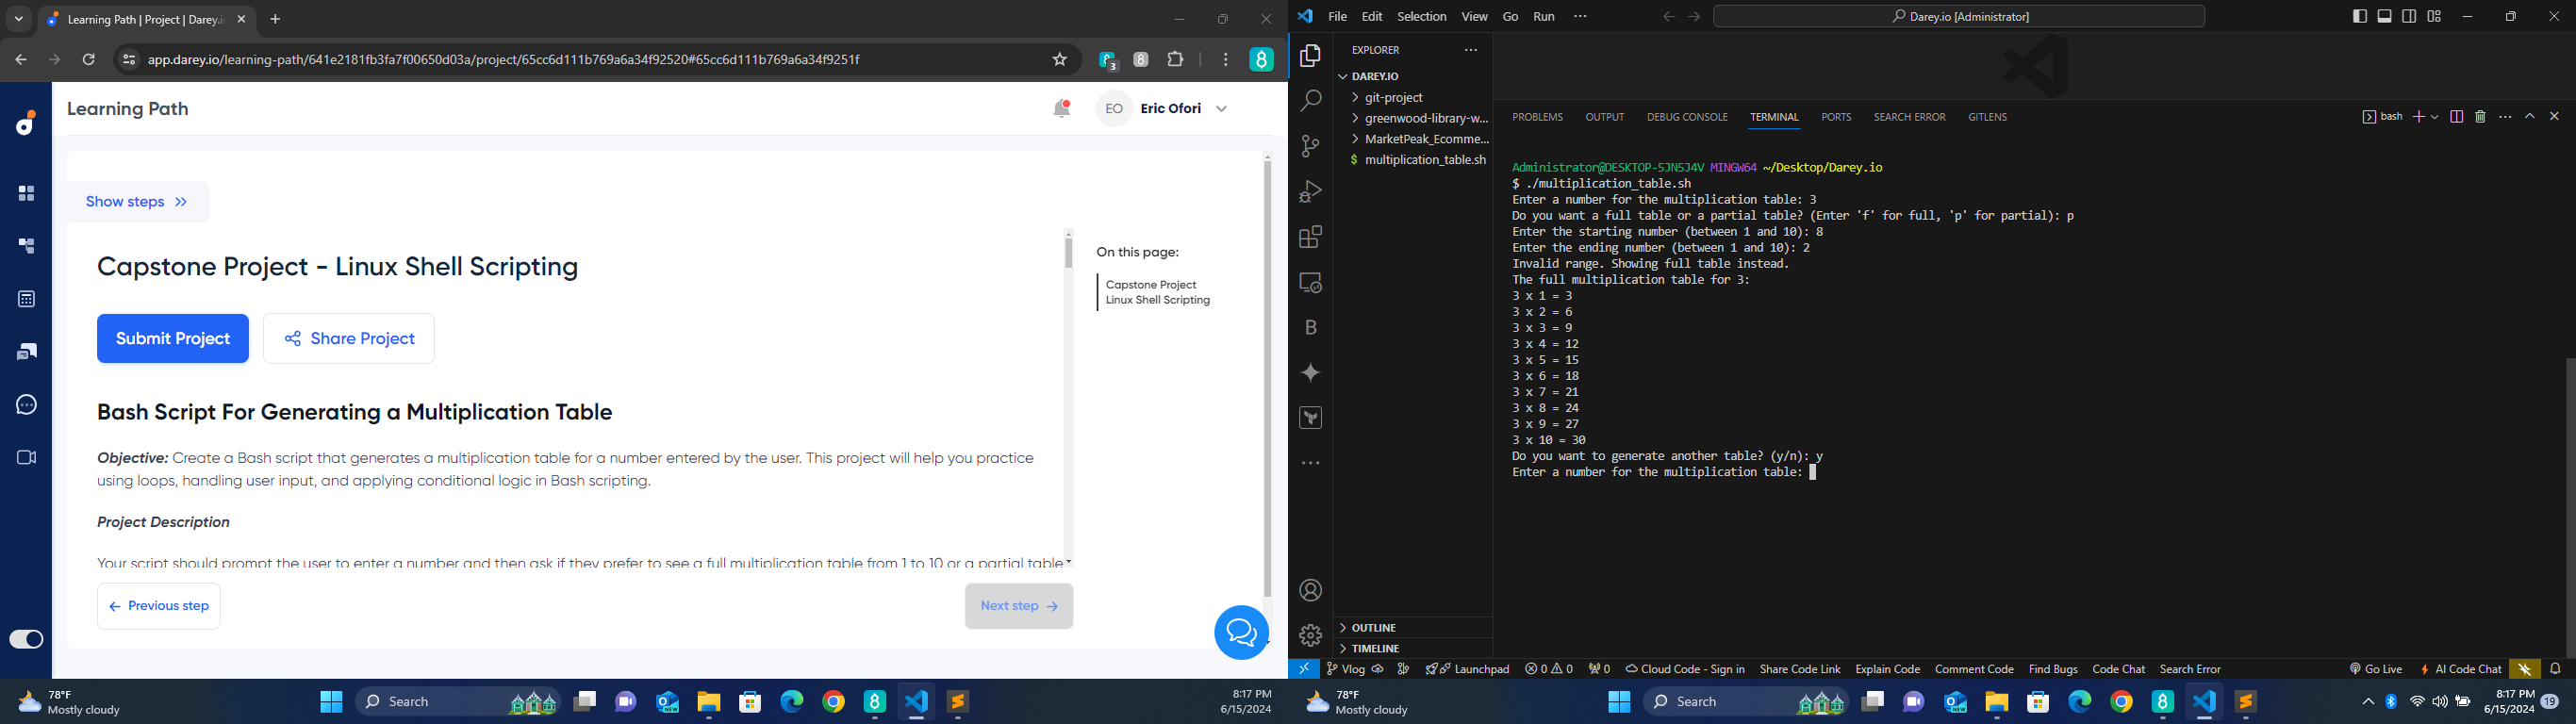 Learning Path | Project | Darey.i
app.darey.io/learning-path/641e2181fb3fa7f00650d03a/project/65cc6d111b769a6a34f92520#65cc6d111b769a6a34f9251f
3
8
Learning Path
EO
Eric Ofori
Show steps
Capstone Project - Linux Shell Scripting
Submit Project
Share Project
On this page:
Capstone Project
Linux Shell Scripting
Bash Script For Generating a Multiplication Table
Objective: Create a Bash script that generates a multiplication table for a number entered by the user. This project will help you practice
using loops, handling user input, and applying conditional logic in Bash scripting.
Project Description
Your script should prompt the user to enter a number and then ask if they prefer to see a full multiplication table from 1 to 10 or a partial table
← Previous step
Next step →
78°F
Mostly cloudy
Search
8:17 PM
6/15/2024
File Edit Selection View Go Run ···
Darey.io [Administrator]
EXPLORER
DAREY.IO
git-project
greenwood-library-w...
MarketPeak_Ecomme...
$ multiplication_table.sh
OUTLINE
TIMELINE
PROBLEMS OUTPUT DEBUG CONSOLE TERMINAL PORTS SEARCH ERROR GITLENS
bash
Administrator@DESKTOP-5JN5J4V MINGW64 ~/Desktop/Darey.io
$ ./multiplication_table.sh
Enter a number for the multiplication table: 3
Do you want a full table or a partial table? (Enter 'f' for full, 'p' for partial): p
Enter the starting number (between 1 and 10): 8
Enter the ending number (between 1 and 10): 2
Invalid range. Showing full table instead.
The full multiplication table for 3:
3 x 1 = 3
3 x 2 = 6
3 x 3 = 9
3 x 4 = 12
3 x 5 = 15
3 x 6 = 18
3 x 7 = 21
3 x 8 = 24
3 x 9 = 27
3 x 10 = 30
Do you want to generate another table? (y/n): y
Enter a number for the multiplication table:
Vlog Launchpad 0 0 0 Cloud Code - Sign in Share Code Link Explain Code Comment Code Find Bugs Code Chat Search Error Go Live AI Code Chat
78°F
Mostly cloudy
Search
8:17 PM
6/15/2024
19